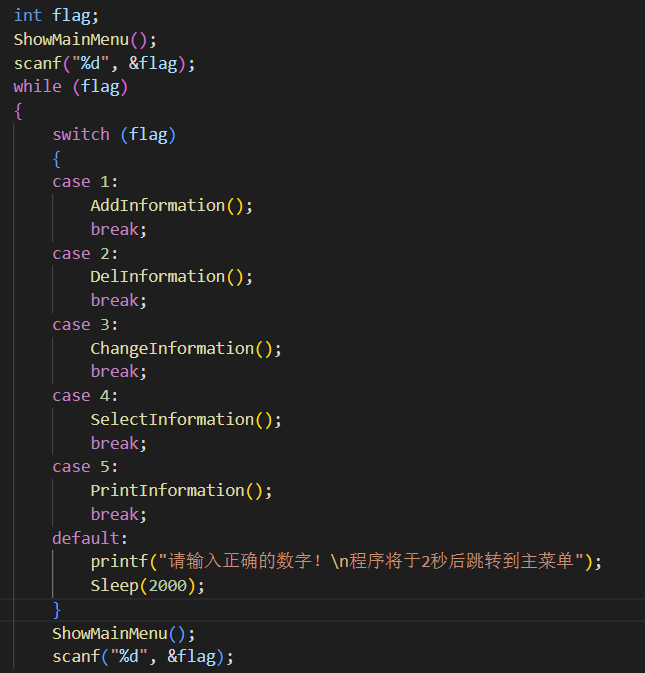 int flag;
ShowMainMenu();
scanf("%d", &flag);
while (flag)
{
    switch (flag)
    {
    case 1:
        AddInformation();
        break;
    case 2:
        DelInformation();
        break;
    case 3:
        ChangeInformation();
        break;
    case 4:
        SelectInformation();
        break;
    case 5:
        PrintInformation();
        break;
    default:
        printf("请输入正确的数字! \n程序将于2秒后跳转到主菜单");
        Sleep(2000);
    }
    ShowMainMenu();
    scanf("%d", &flag);